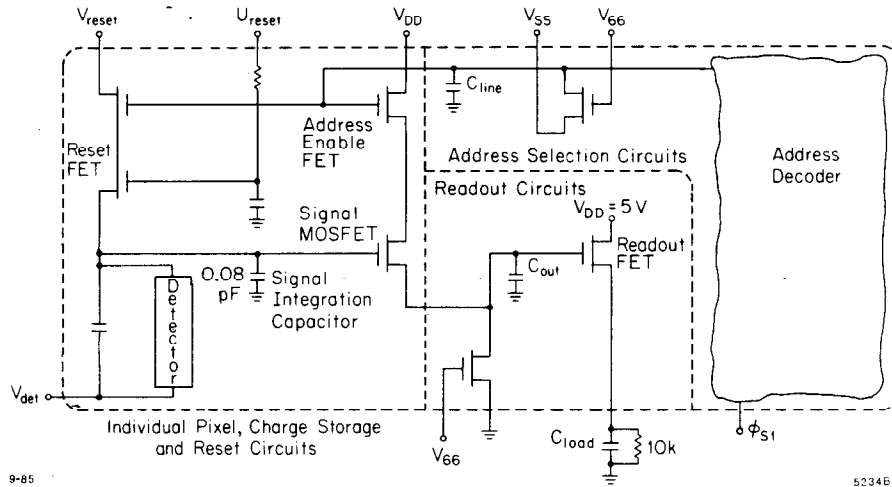 Vreset
Ureset
VDD
VSS
V66
Cline
Reset
FET
Address
Enable
FET
Address Selection Circuits
Address
Decoder
Readout Circuits
VDD = 5V
Signal
MOSFET
Readout
FET
0.08
pF
Signal
Integration
Capacitor
Cout
Detector
Vdet
Individual Pixel, Charge Storage
and Reset Circuits
V66
Cload
10k
ϕS1
9-85
5234B